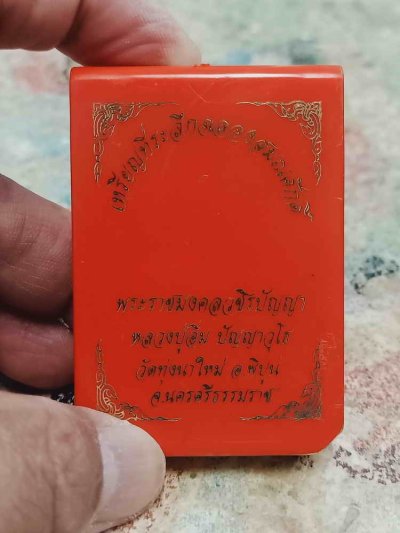 เหรียญที่ระลึกฉลองสมณศักดิ์
พระราชมงคลวชิรปัญญา
หลวงปู่อิ่ม ปัญญาวุโธ
วัดทุ่งนาใหม่ อ.พิปูน
จ.นครศรีธรรมราช